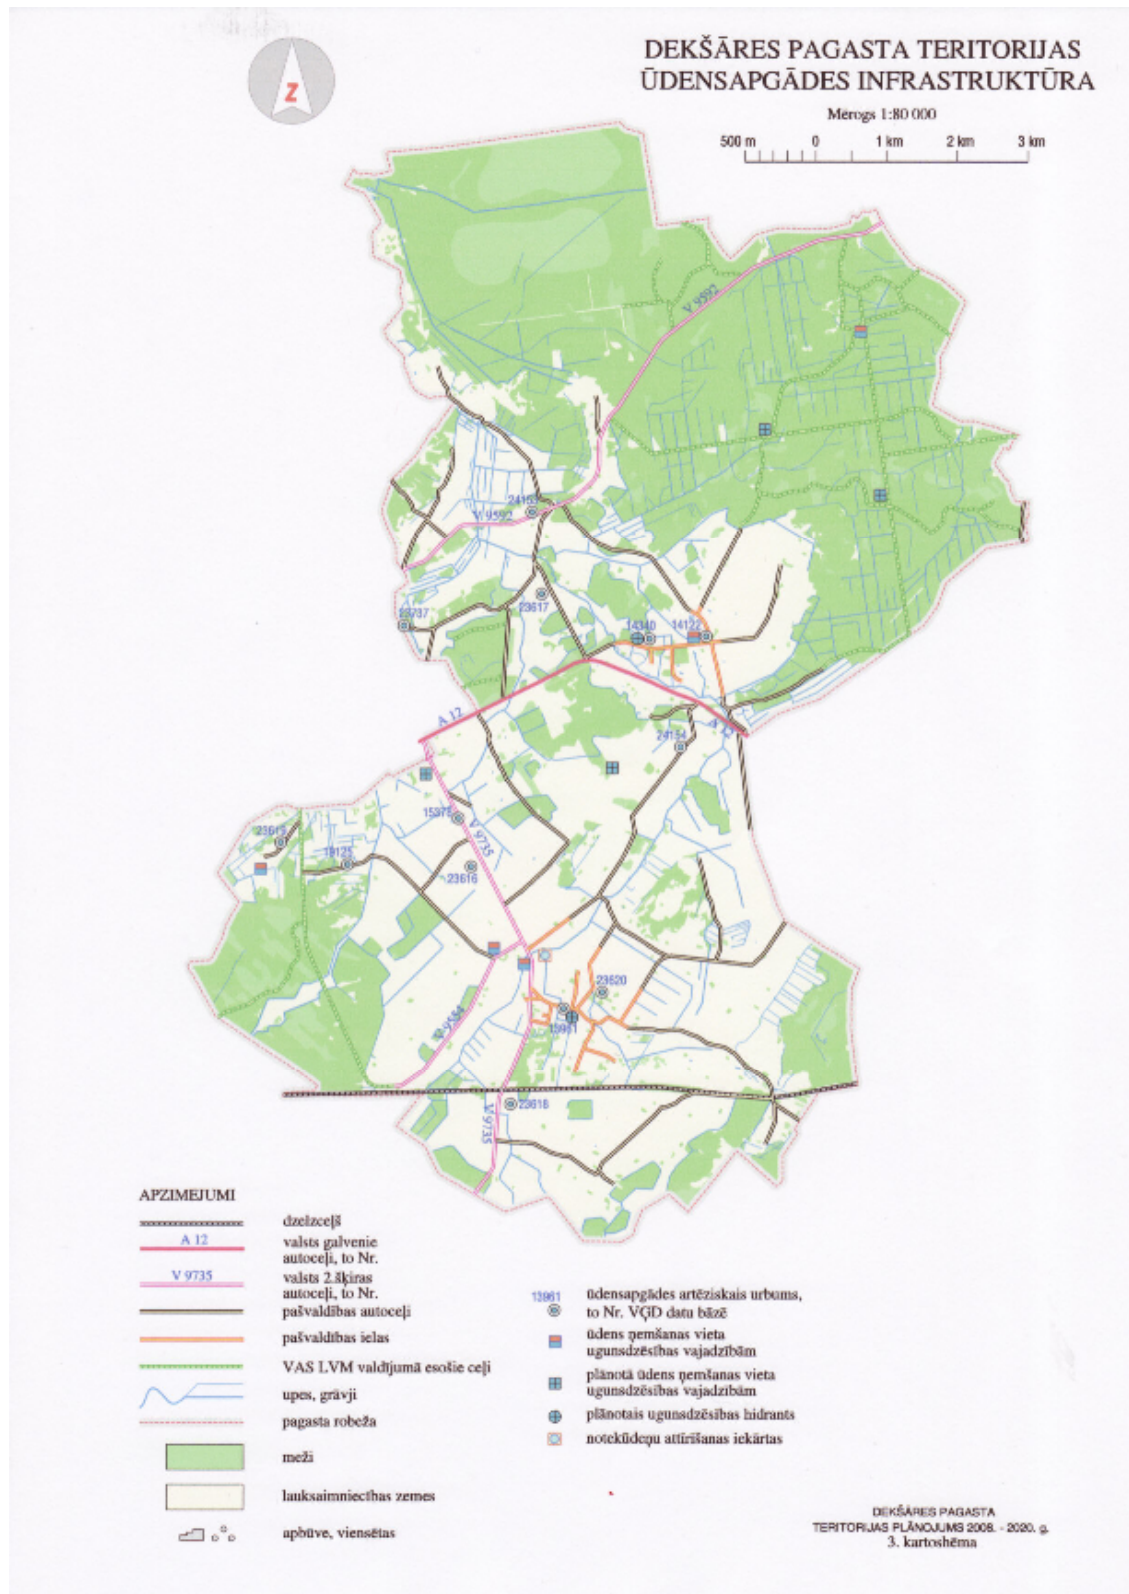 Z
DEKŠĀRES PAGASTA TERITORIJAS
ŪDENSAPGĀDES INFRASTRUKTŪRA
Mērogs 1:80 000
500 m 0 1 km 2 km 3 km
V 9592
V 9592
23617
14340
14122
A 12
A 12
24154
V 9735
19125
23616
23620
V 9584
13961
23618
V 9735
APZIMEJUMI
dzelzceļš
A 12
valsts galvenie
autoceļi, to Nr.
V 9735
valsts 2.šķiras
autoceļi, to Nr.
pašvaldības autoceļi
pašvaldības ielas
VAS LVM valdījumā esošie ceļi
upes, grāvji
pagasta robeža
meži
lauksaimniecības zemes
apbūve, viensētas
13961
ūdensapgādes artēziskais urbums,
to Nr. VĢD datu bāzē
ūdens ņemšanas vieta
ugunsdzēsības vajadzībām
plānotā ūdens ņemšanas vieta
ugunsdzēsības vajadzībām
plānotais ugunsdzēsības hidrants
notekūdeņu attīrīšanas iekārtas
DEKŠĀRES PAGASTA
TERITORIJAS PLĀNOJUMS 2008. - 2020. g.
3. kartoshēma